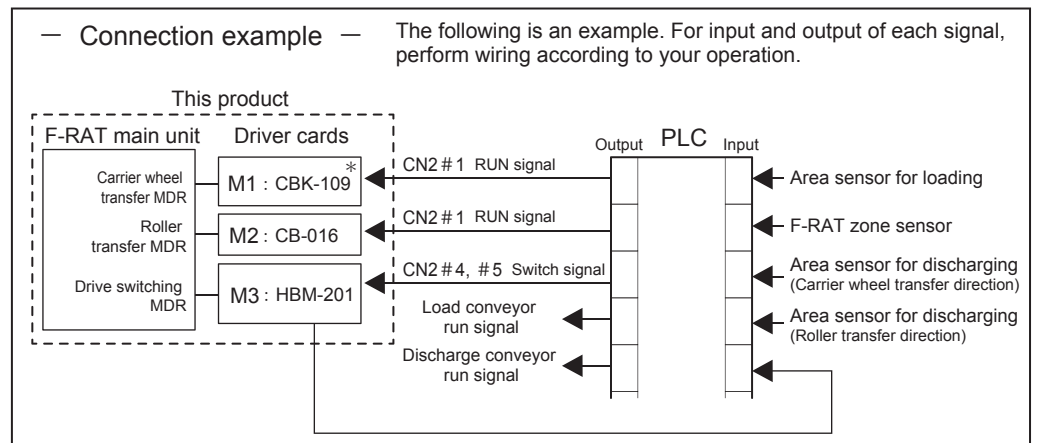 — Connection example —
The following is an example. For input and output of each signal,
perform wiring according to your operation.
This product
F-RAT main unit
Driver cards
Carrier wheel
transfer MDR
Roller
transfer MDR
Drive switching
MDR
M1 : CBK-109 *
M2 : CB-016
M3 : HBM-201
CN2#1 RUN signal
CN2#1 RUN signal
CN2#4, #5 Switch signal
Load conveyor
run signal
Discharge conveyor
run signal
Output
PLC
Input
Area sensor for loading
F-RAT zone sensor
Area sensor for discharging
(Carrier wheel transfer direction)
Area sensor for discharging
(Roller transfer direction)